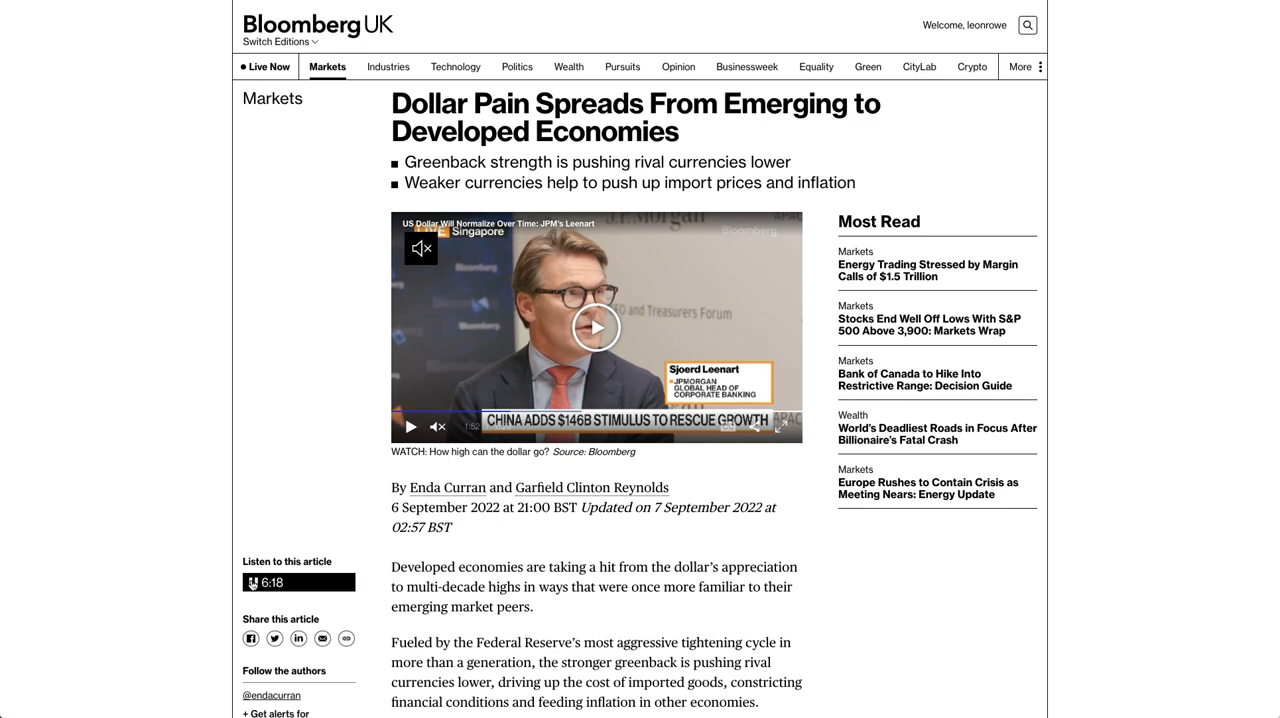 Bloomberg UK
Switch Editions
Welcome, leonrowe
Live Now
Markets
Industries
Technology
Politics
Wealth
Pursuits
Opinion
Businessweek
Equality
Green
CityLab
Crypto
More
Markets
Dollar Pain Spreads From Emerging to
Developed Economies
Greenback strength is pushing rival currencies lower
Weaker currencies help to push up import prices and inflation
US Dollar Will Normalize Over Time: JPM's Leenart
LIVE Singapore
J.P.Morgan
Bloomberg
CFO and Treasurers Forum
Sjoerd Leenart
JPMORGAN
GLOBAL HEAD OF
CORPORATE BANKING
CHINA ADDS $146B STIMULUS TO RESCUE GROWTH
APAC
1:52
WATCH: How high can the dollar go? Source: Bloomberg
By Enda Curran and Garfield Clinton Reynolds
6 September 2022 at 21:00 BST Updated on 7 September 2022 at
02:57 BST
Listen to this article
6:18
Share this article
Follow the authors
@endacurran
+ Get alerts for
Developed economies are taking a hit from the dollar's appreciation
to multi-decade highs in ways that were once more familiar to their
emerging market peers.
Fueled by the Federal Reserve's most aggressive tightening cycle in
more than a generation, the stronger greenback is pushing rival
currencies lower, driving up the cost of imported goods, constricting
financial conditions and feeding inflation in other economies.
Most Read
Markets
Energy Trading Stressed by Margin
Calls of $1.5 Trillion
Markets
Stocks End Well Off Lows With S&P
500 Above 3,900: Markets Wrap
Markets
Bank of Canada to Hike Into
Restrictive Range: Decision Guide
Wealth
World's Deadliest Roads in Focus After
Billionaire's Fatal Crash
Markets
Europe Rushes to Contain Crisis as
Meeting Nears: Energy Update